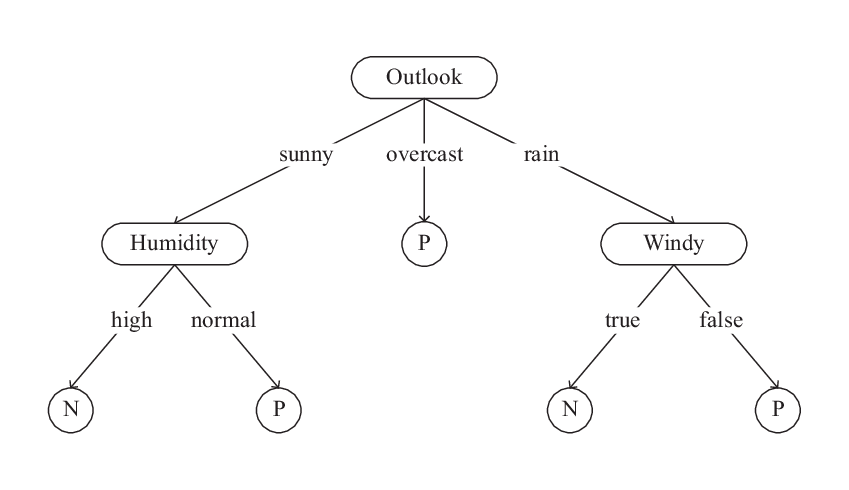 Outlook
sunny overcast rain
Humidity P Windy
high normal true false
N P N P